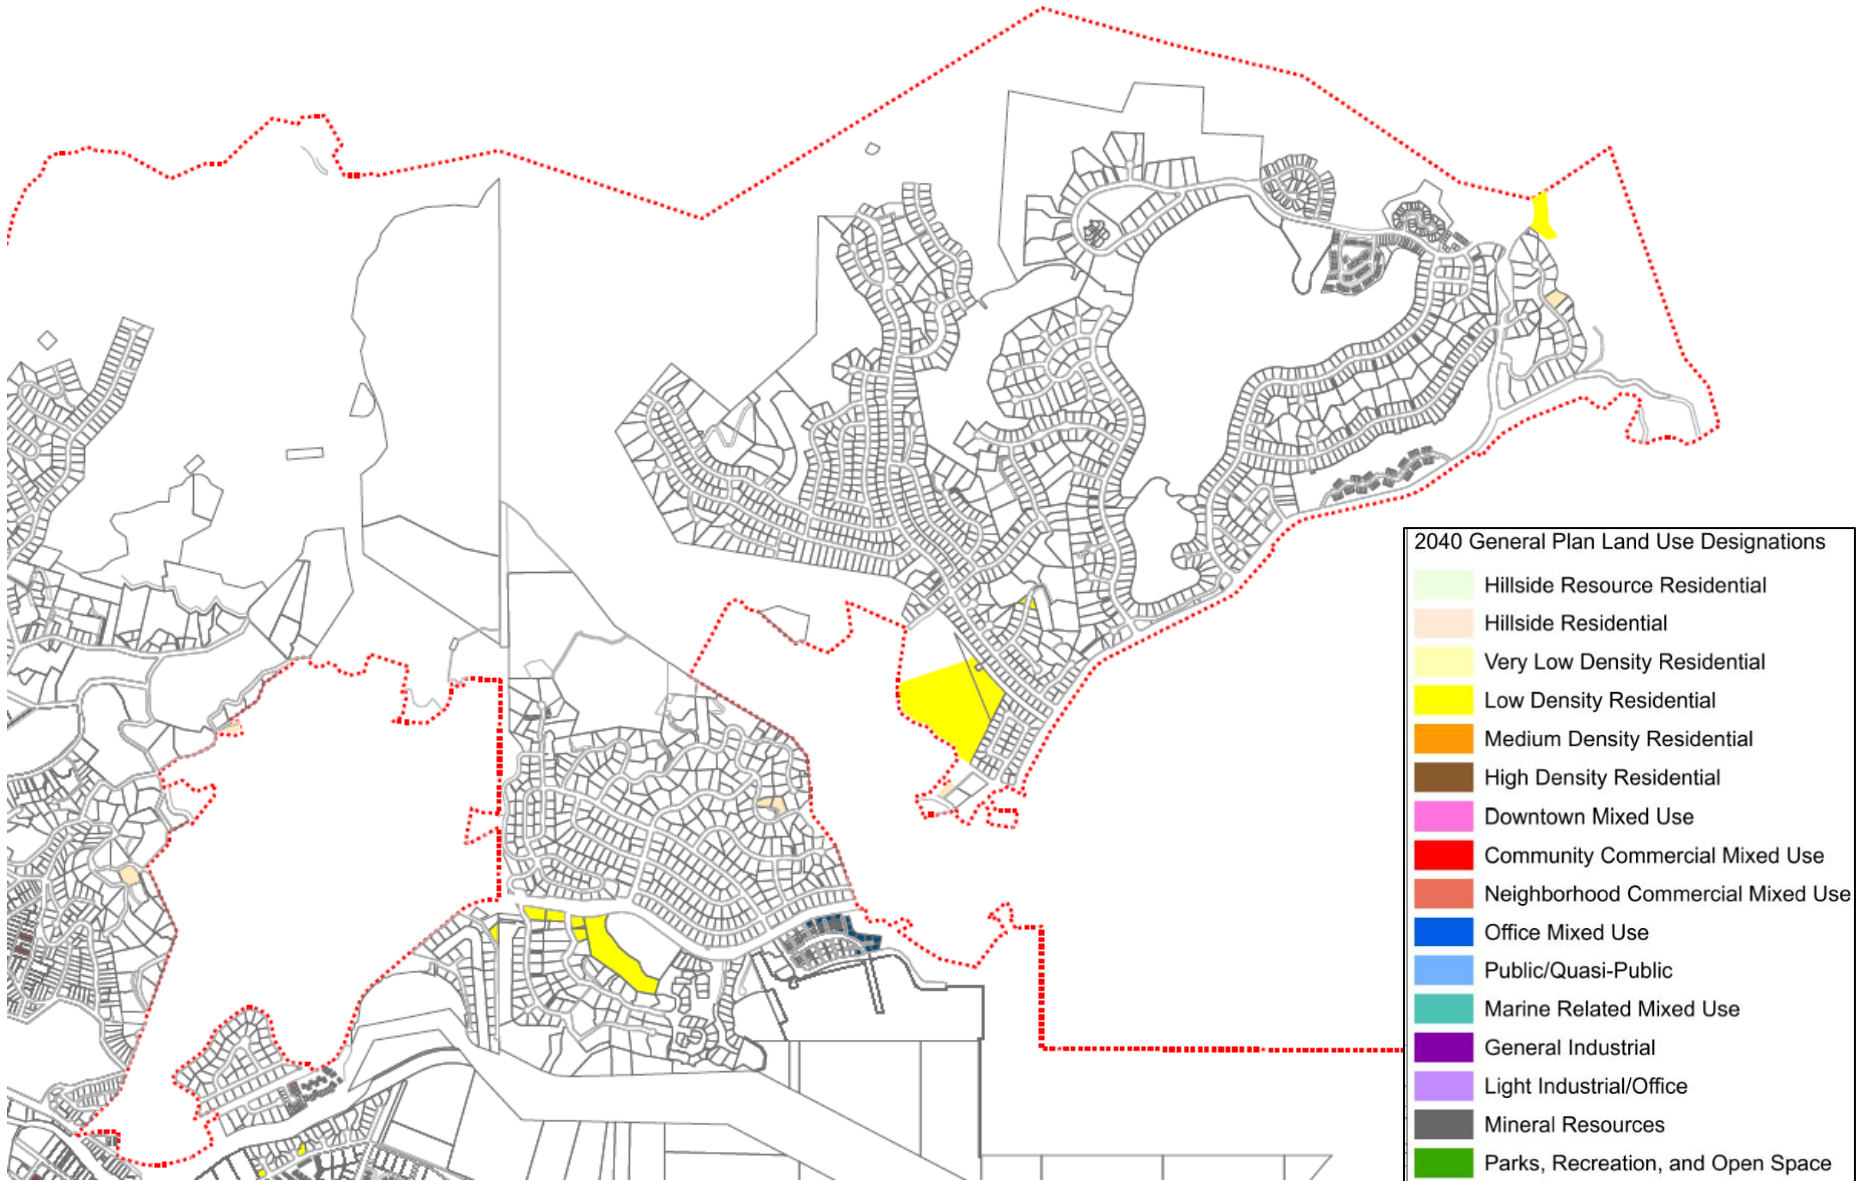 2040 General Plan Land Use Designations
Hillside Resource Residential
Hillside Residential
Very Low Density Residential
Low Density Residential
Medium Density Residential
High Density Residential
Downtown Mixed Use
Community Commercial Mixed Use
Neighborhood Commercial Mixed Use
Office Mixed Use
Public/Quasi-Public
Marine Related Mixed Use
General Industrial
Light Industrial/Office
Mineral Resources
Parks, Recreation, and Open Space